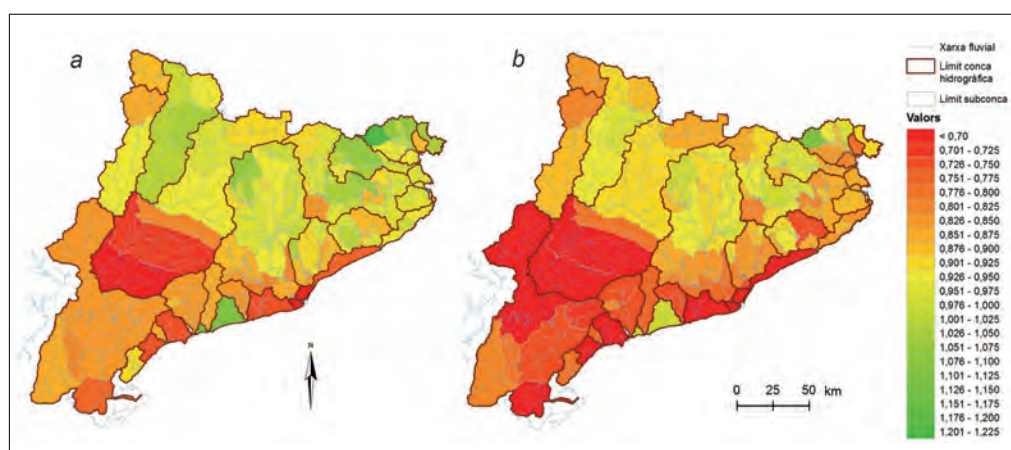 a
b
Xarxa fluvial
Límit conca
hidrogràfica
Límit subconca
Valors
< 0,70
0,701 - 0,725
0,726 - 0,750
0,751 - 0,775
0,776 - 0,800
0,801 - 0,825
0,826 - 0,850
0,851 - 0,875
0,876 - 0,900
0,901 - 0,925
0,926 - 0,950
0,951 - 0,975
0,976 - 1,000
1,001 - 1,025
1,026 - 1,050
1,051 - 1,075
1,076 - 1,100
1,101 - 1,125
1,126 - 1,150
1,151 - 1,175
1,176 - 1,200
1,201 - 1,225
N
0 25 50 km